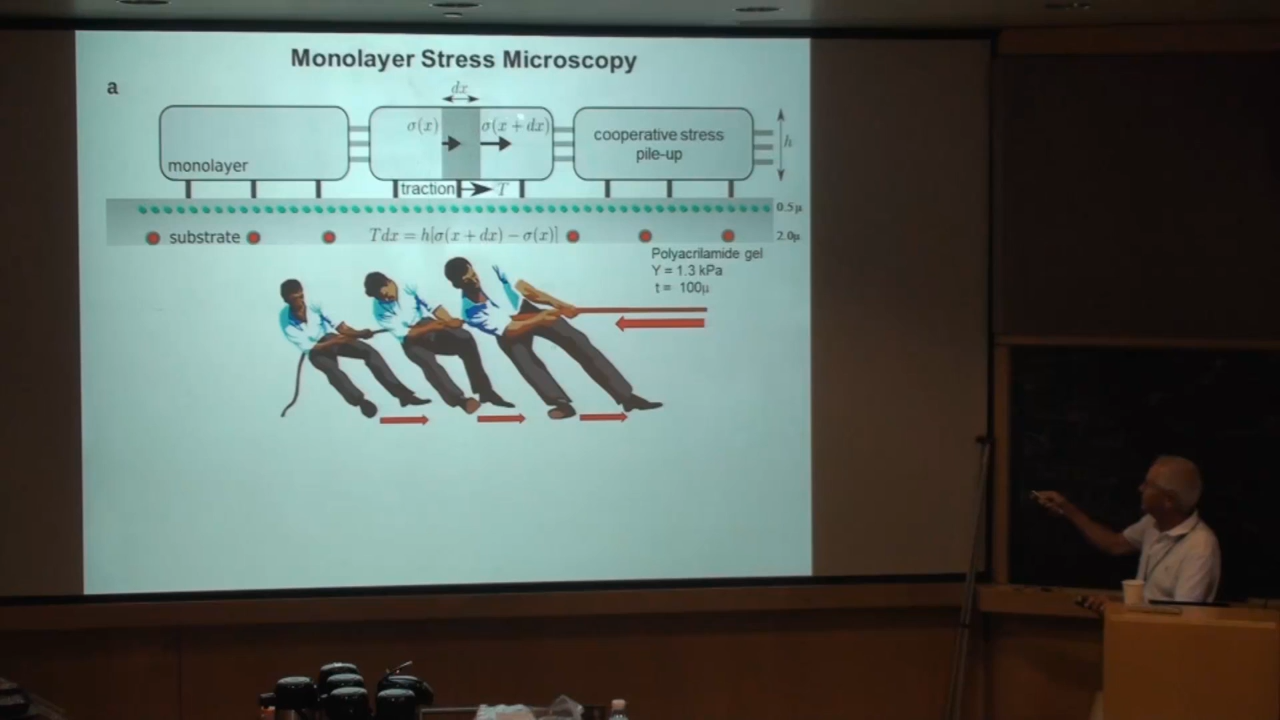 Monolayer Stress Microscopy
a
dx
σ(x)
σ(x + dx)
monolayer
cooperative stress
pile-up
h
traction
T
0.5μ
substrate
Tdx = h[σ(x + dx) − σ(x)]
2.0μ
Polyacrilamide gel
Y = 1.3 kPa
t = 100μ